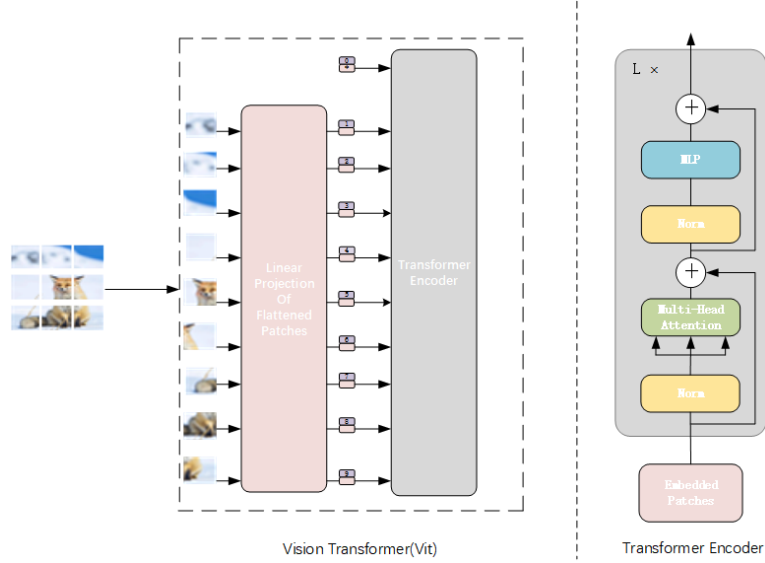 0
*
1
2
3
4
5
6
7
8
9
Linear
Projection
Of
Flattened
Patches
Transformer
Encoder
Vision Transformer(Vit)
L ×
MLP
Norm
Multi-Head
Attention
Norm
Embedded
Patches
Transformer Encoder